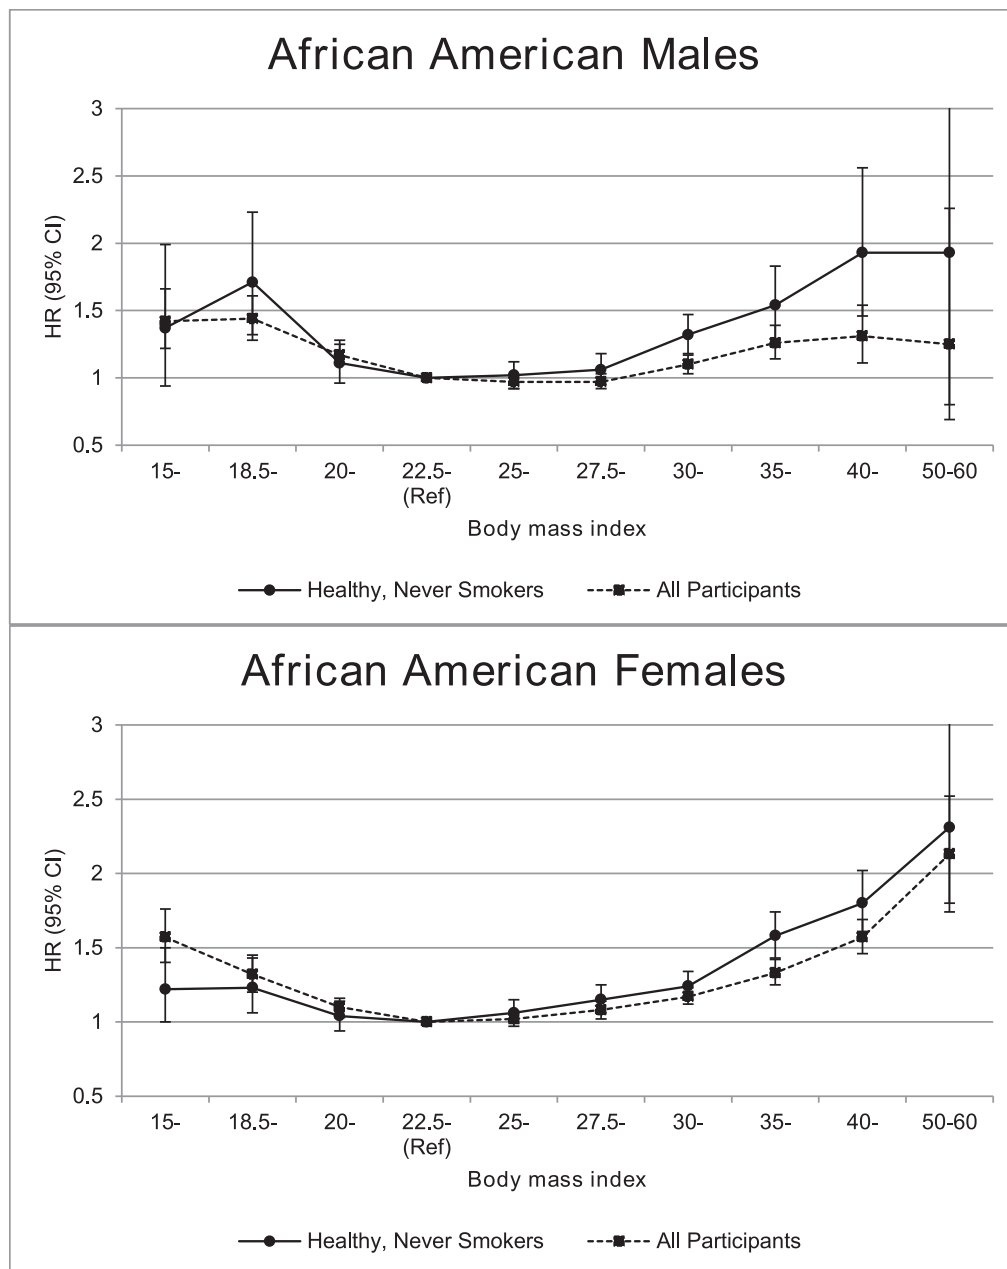 African American Males
3
2.5
2
1.5
1
0.5
HR (95% CI)
15- 18.5- 20- 22.5- 25- 27.5- 30- 35- 40- 50-60
(Ref)
Body mass index
Healthy, Never Smokers All Participants
African American Females
3
2.5
2
1.5
1
0.5
HR (95% CI)
15- 18.5- 20- 22.5- 25- 27.5- 30- 35- 40- 50-60
(Ref)
Body mass index
Healthy, Never Smokers All Participants